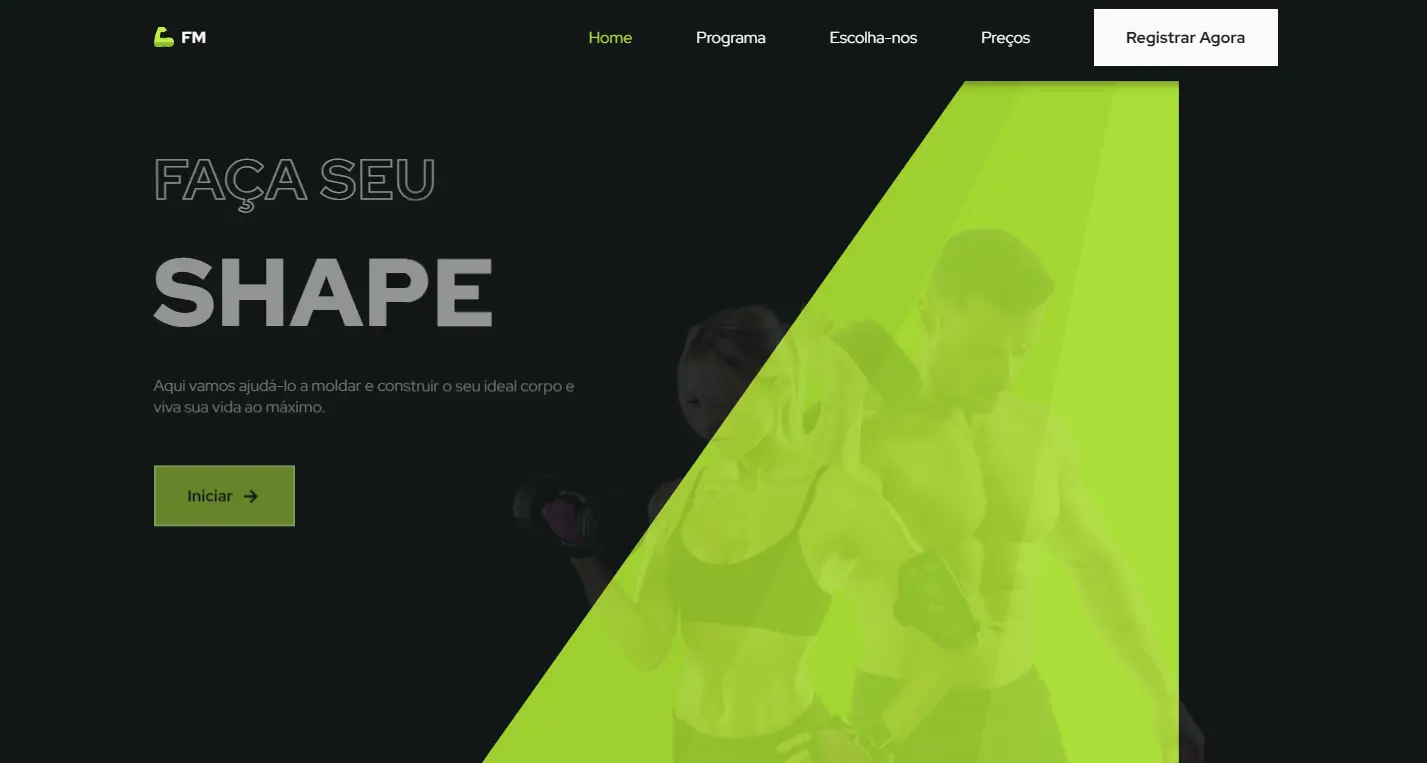 FM
Home
Programa
Escolha-nos
Preços
Registrar Agora
FAÇA SEU
SHAPE
Aqui vamos ajudá-lo a moldar e construir o seu ideal corpo e
viva sua vida ao máximo.
Iniciar →